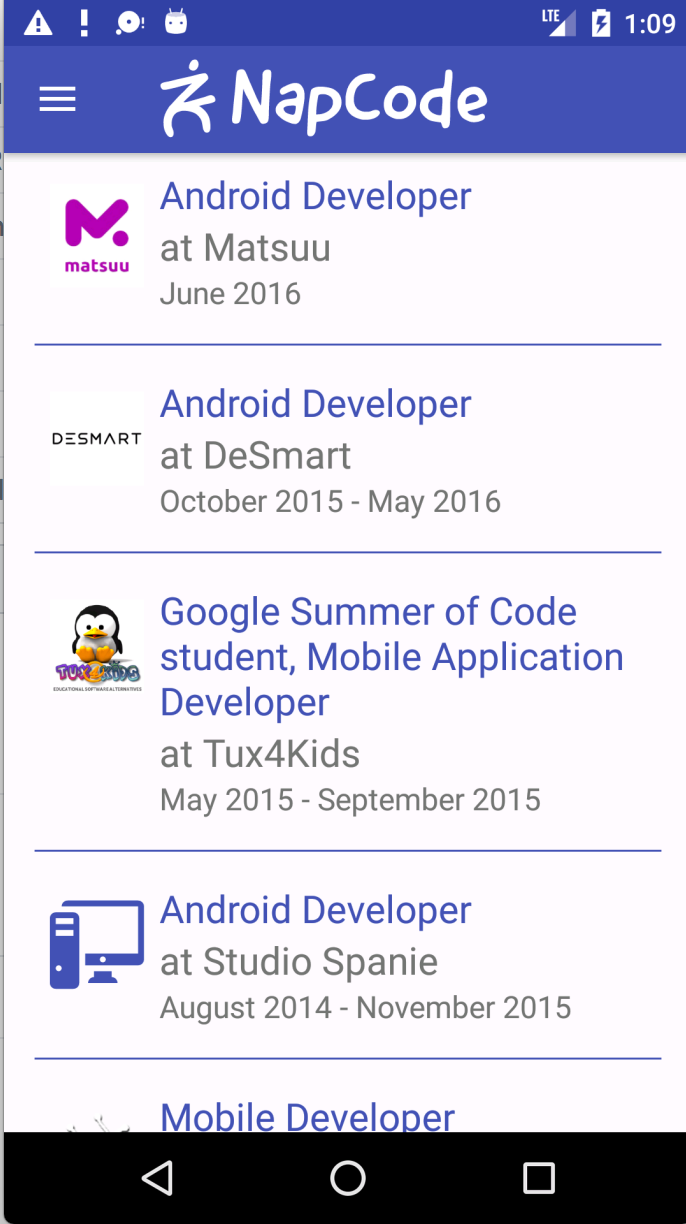 LTE
1:09
NapCode
Android Developer
matsuu
at Matsuu
June 2016
Android Developer
DESMART
at DeSmart
October 2015 - May 2016
Google Summer of Code
student, Mobile Application
Developer
TUX4KIDS
EDUCATIONAL SOFTWARE ALTERNATIVES
at Tux4Kids
May 2015 - September 2015
Android Developer
at Studio Spanie
August 2014 - November 2015
Mobile Developer